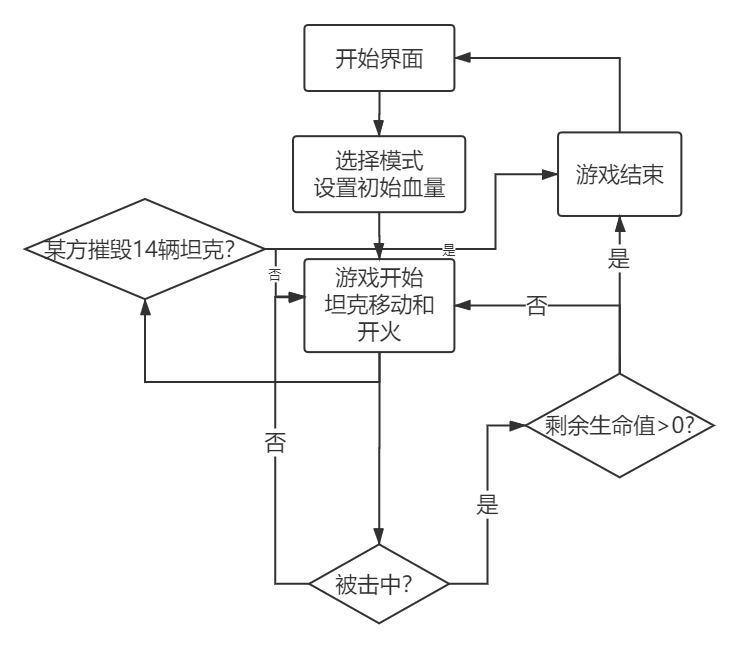 开始界面
选择模式
设置初始血量
游戏结束
某方摧毁14辆坦克?
是
否
游戏开始
坦克移动和
开火
是
否
剩余生命值>0?
否
是
被击中?